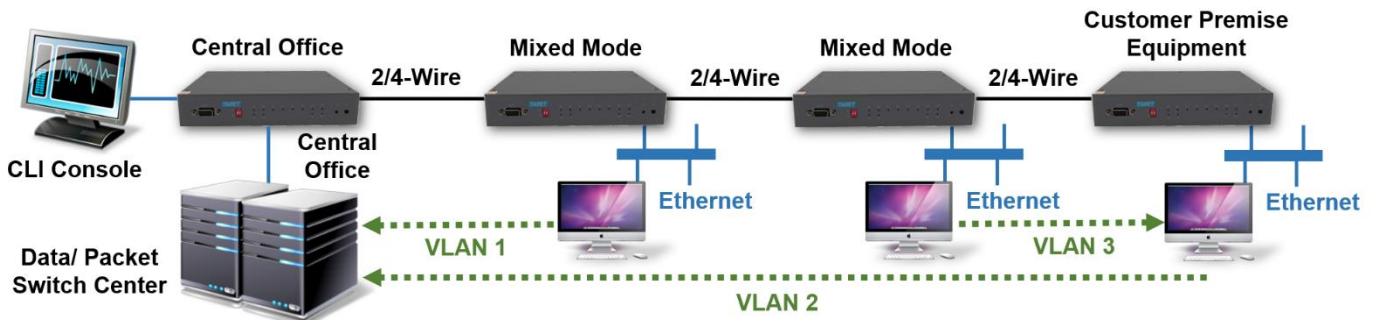 Customer Premise
Equipment
Central Office
Mixed Mode
Mixed Mode
2/4-Wire
2/4-Wire
2/4-Wire
CLI Console
Central
Office
Ethernet
Ethernet
Ethernet
VLAN 1
VLAN 3
Data/ Packet
Switch Center
VLAN 2